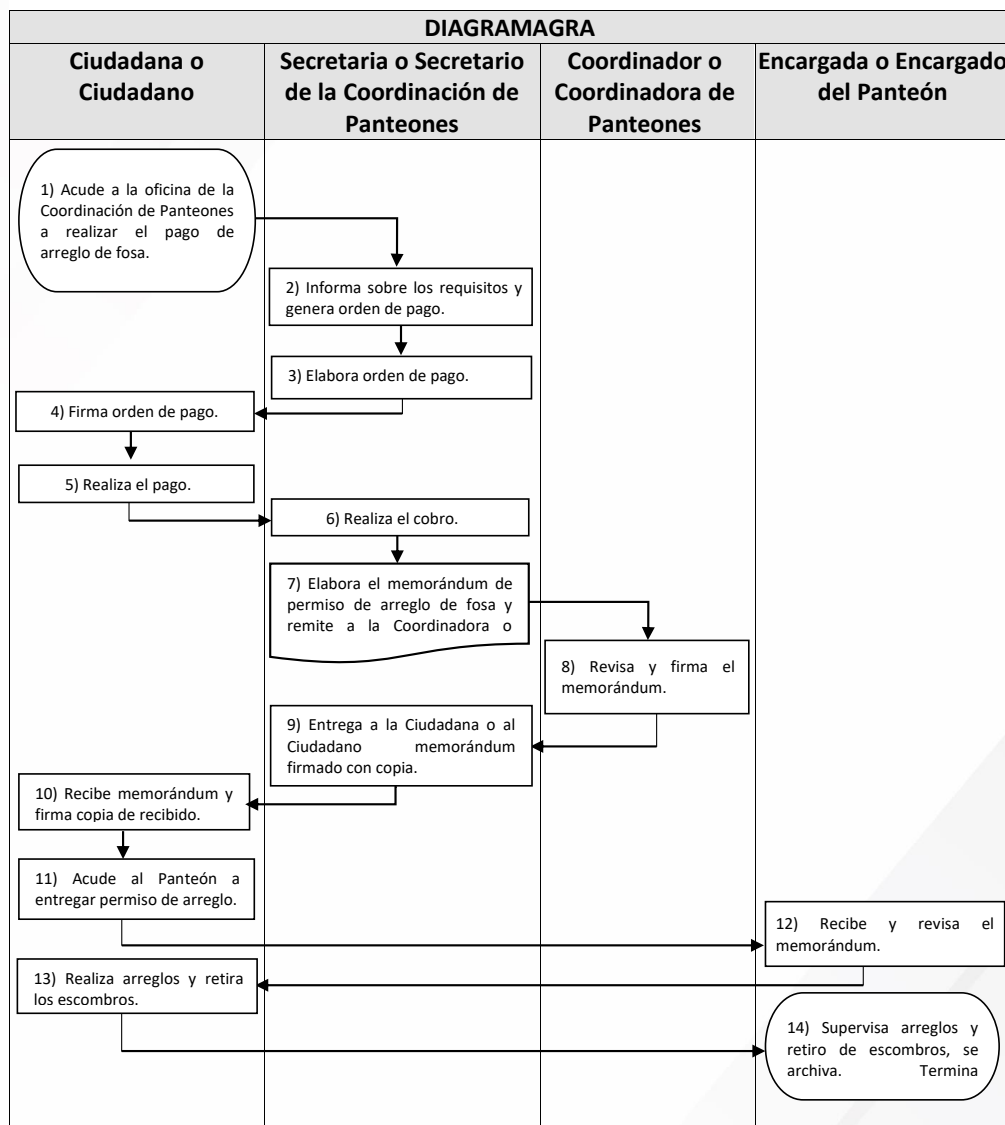 DIAGRAMAGRA
Ciudadana o
Ciudadano
Secretaria o Secretario
de la Coordinación de
Panteones
Coordinador o
Coordinadora de
Panteones
Encargada o Encargado
del Panteón
1) Acude a la oficina de la
Coordinación de Panteones
a realizar el pago de
arreglo de fosa.
2) Informa sobre los requisitos y
genera orden de pago.
3) Elabora orden de pago.
4) Firma orden de pago.
5) Realiza el pago.
6) Realiza el cobro.
7) Elabora el memorándum de
permiso de arreglo de fosa y
remite a la Coordinadora o
8) Revisa y firma el
memorándum.
9) Entrega a la Ciudadana o al
Ciudadano memorándum
firmado con copia.
10) Recibe memorándum y
firma copia de recibido.
11) Acude al Panteón a
entregar permiso de arreglo.
12) Recibe y revisa el
memorándum.
13) Realiza arreglos y retira
los escombros.
14) Supervisa arreglos y
retiro de escombros, se
archiva. Termina